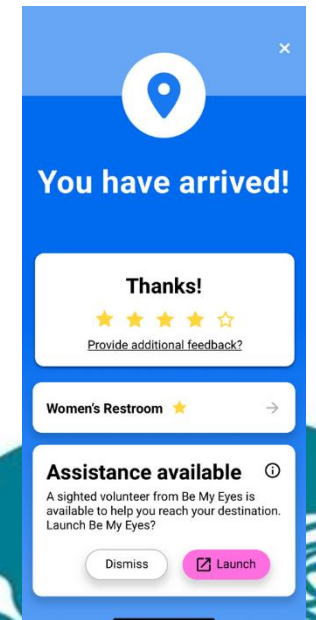 You have arrived!
Thanks!
Provide additional feedback?
Women's Restroom
Assistance available
A sighted volunteer from Be My Eyes is
available to help you reach your destination.
Launch Be My Eyes?
Dismiss
Launch